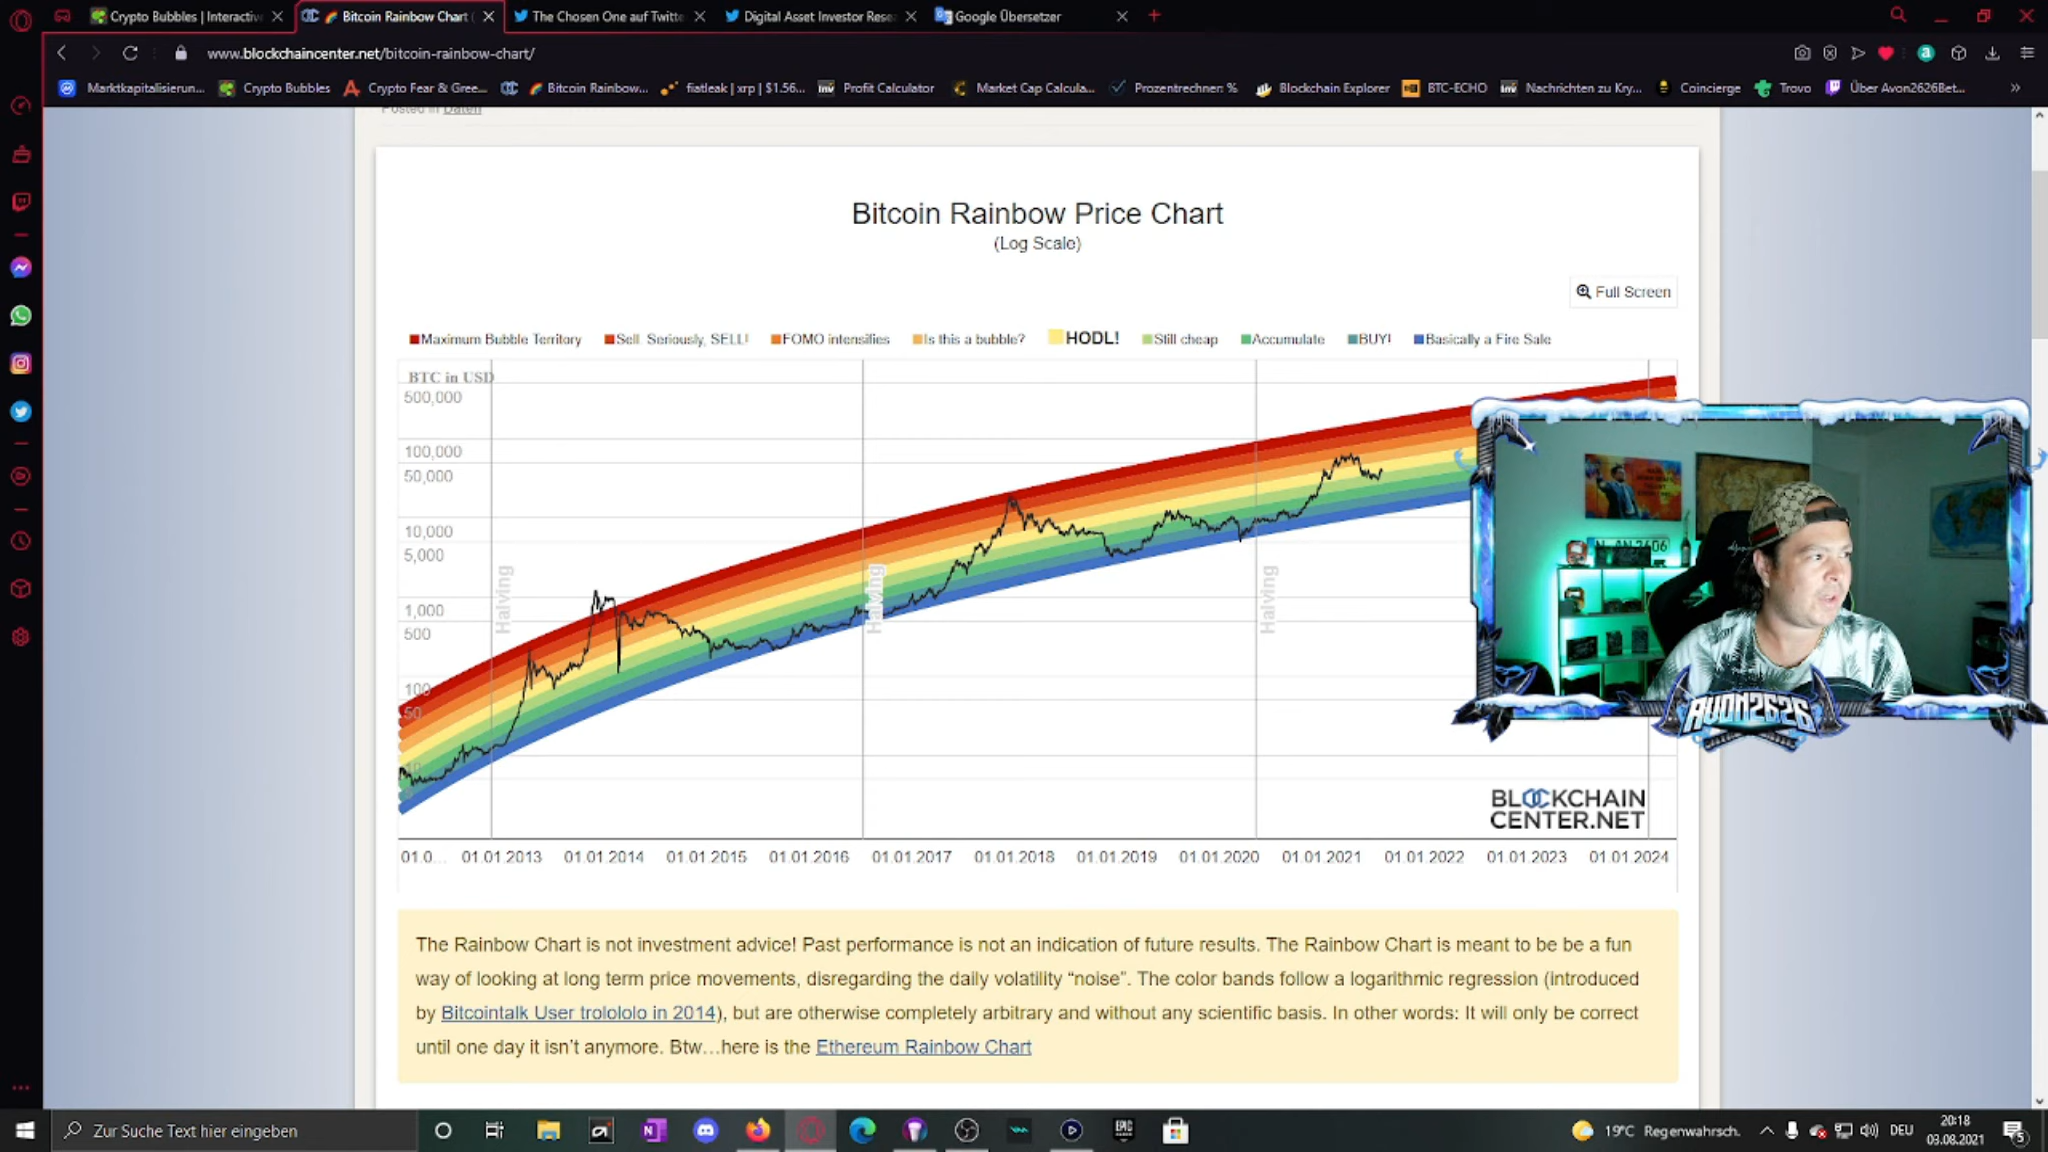 Crypto Bubbles | Interactiv
Bitcoin Rainbow Chart (
The Chosen One auf Twitte
Digital Asset Investor Rese
Google Übersetzer
www.blockchaincenter.net/bitcoin-rainbow-chart/
Marktkapitalisierun...
Crypto Bubbles
Crypto Fear & Gree...
Bitcoin Rainbow...
fiatleak | xrp | $1.56...
Profit Calculator
Market Cap Calcula...
Prozentrechner: %
Blockchain Explorer
BTC-ECHO
Nachrichten zu Kry...
Coincierge
Trovo
Über Avon2626Bet...
Posted in Daten
Bitcoin Rainbow Price Chart
(Log Scale)
Full Screen
Maximum Bubble Territory
Sell. Seriously, SELL!
FOMO intensifies
Is this a bubble?
HODL!
Still cheap
Accumulate
BUY!
Basically a Fire Sale
BTC in USD
500,000
100,000
50,000
10,000
5,000
1,000
500
100
50
10
Halving
Halving
Halving
AVON2626
BLOCKCHAIN
CENTER.NET
01.0...
01.01.2013
01.01.2014
01.01.2015
01.01.2016
01.01.2017
01.01.2018
01.01.2019
01.01.2020
01.01.2021
01.01.2022
01.01.2023
01.01.2024
The Rainbow Chart is not investment advice! Past performance is not an indication of future results. The Rainbow Chart is meant to be be a fun
way of looking at long term price movements, disregarding the daily volatility “noise”. The color bands follow a logarithmic regression (introduced
by Bitcointalk User trolololo in 2014), but are otherwise completely arbitrary and without any scientific basis. In other words: It will only be correct
until one day it isn’t anymore. Btw…here is the Ethereum Rainbow Chart
Zur Suche Text hier eingeben
19°C Regenwahrsch.
DEU
20:18
03.08.2021
5